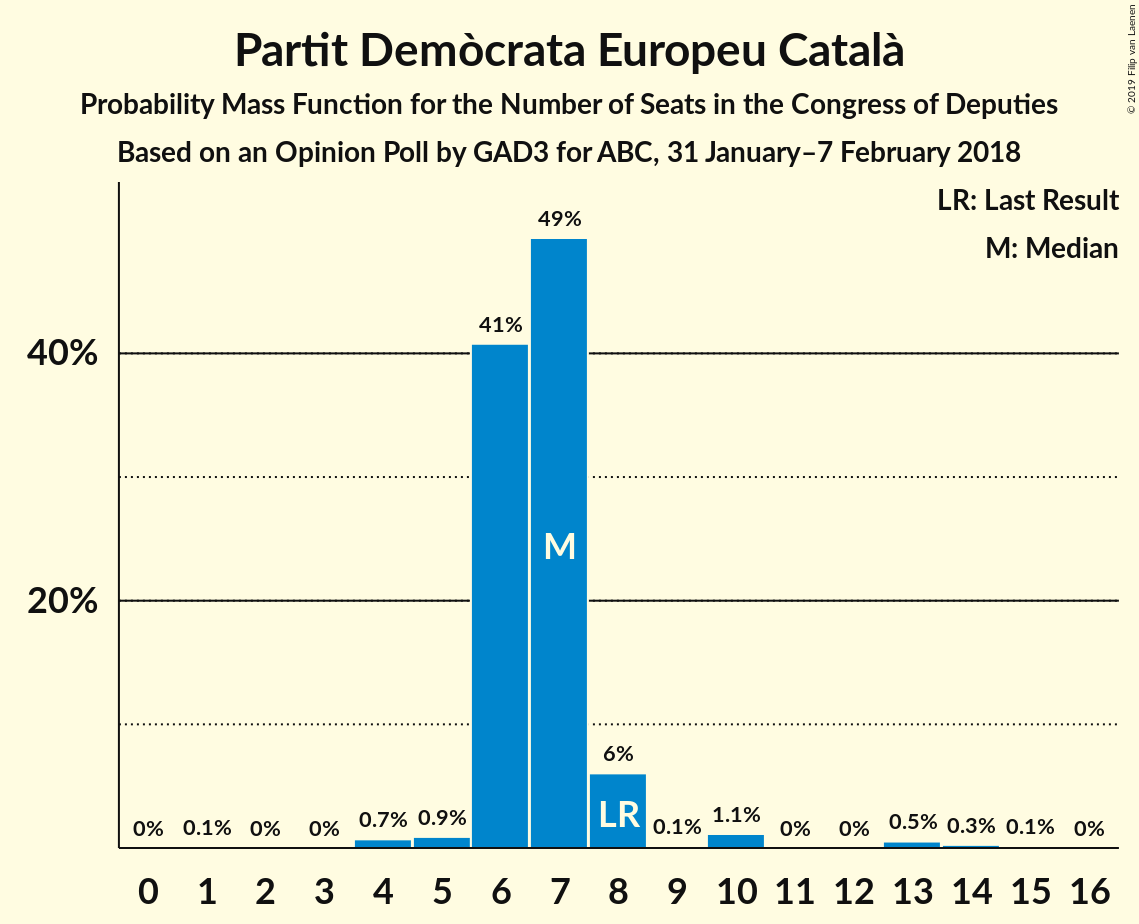 Partit Demòcrata Europeu Català
Probability Mass Function for the Number of Seats in the Congress of Deputies
Based on an Opinion Poll by GAD3 for ABC, 31 January–7 February 2018
© 2019 Filip van Laenen
LR: Last Result
M: Median
49%
41%
40%
M
20%
6%
LR
0% 0.1% 0% 0% 0.7% 0.9% 0.1% 1.1% 0% 0% 0.5% 0.3% 0.1% 0%
0 1 2 3 4 5 6 7 8 9 10 11 12 13 14 15 16